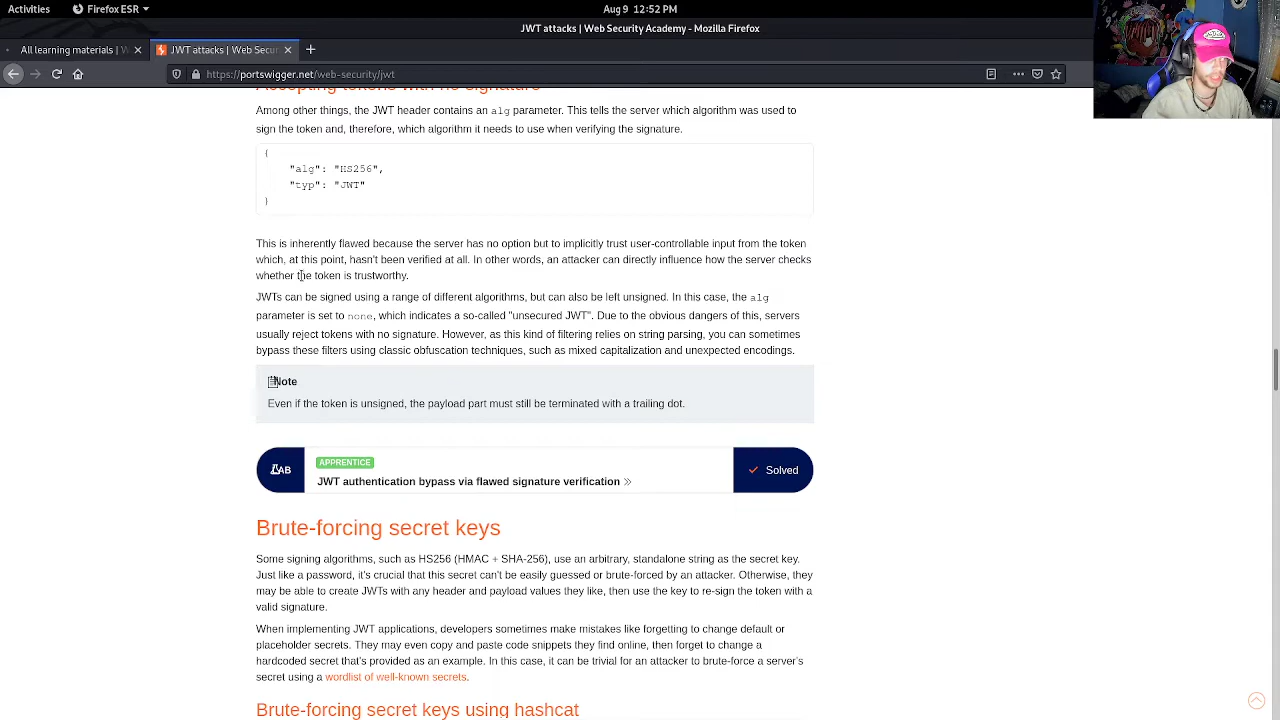 Activities
Firefox ESR
Aug 9 12:52 PM
JWT attacks | Web Security Academy - Mozilla Firefox
All learning materials | W
JWT attacks | Web Secur
https://portswigger.net/web-security/jwt
Accepting tokens with no signature
Among other things, the JWT header contains an alg parameter. This tells the server which algorithm was used to
sign the token and, therefore, which algorithm it needs to use when verifying the signature.
{
"alg": "HS256",
"typ": "JWT"
}
This is inherently flawed because the server has no option but to implicitly trust user-controllable input from the token
which, at this point, hasn't been verified at all. In other words, an attacker can directly influence how the server checks
whether the token is trustworthy.
JWTs can be signed using a range of different algorithms, but can also be left unsigned. In this case, the alg
parameter is set to none, which indicates a so-called "unsecured JWT". Due to the obvious dangers of this, servers
usually reject tokens with no signature. However, as this kind of filtering relies on string parsing, you can sometimes
bypass these filters using classic obfuscation techniques, such as mixed capitalization and unexpected encodings.
Note
Even if the token is unsigned, the payload part must still be terminated with a trailing dot.
LAB
APPRENTICE
JWT authentication bypass via flawed signature verification
Solved
Brute-forcing secret keys
Some signing algorithms, such as HS256 (HMAC + SHA-256), use an arbitrary, standalone string as the secret key.
Just like a password, it's crucial that this secret can't be easily guessed or brute-forced by an attacker. Otherwise, they
may be able to create JWTs with any header and payload values they like, then use the key to re-sign the token with a
valid signature.
When implementing JWT applications, developers sometimes make mistakes like forgetting to change default or
placeholder secrets. They may even copy and paste code snippets they find online, then forget to change a
hardcoded secret that's provided as an example. In this case, it can be trivial for an attacker to brute-force a server's
secret using a wordlist of well-known secrets.
Brute-forcing secret keys using hashcat